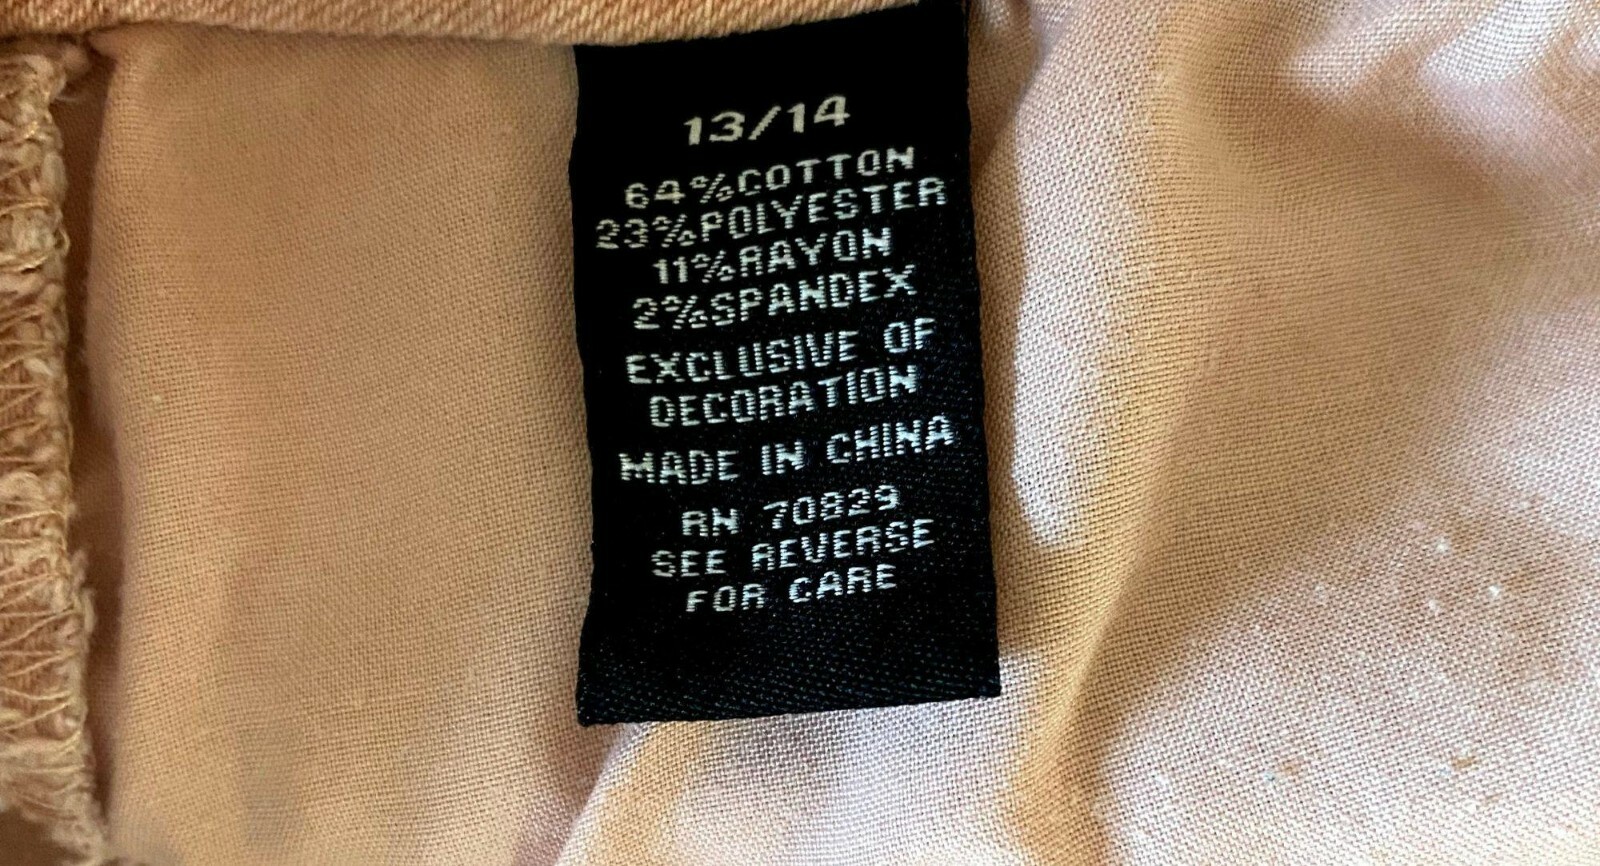 13/14
64%COTTON
23%POLYESTER
11%RAYON
2%SPANDEX
EXCLUSIVE OF
DECORATION
MADE IN CHINA
RN 70829
SEE REVERSE
FOR CARE